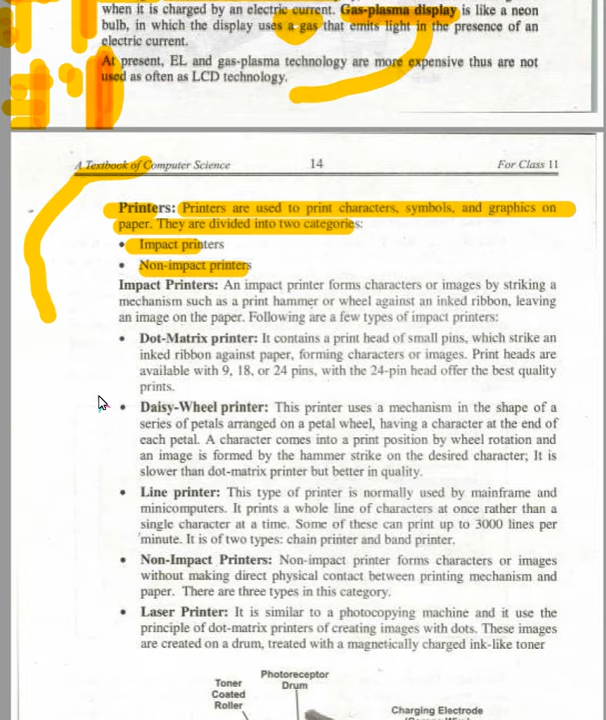 when it is charged by an electric current. Gas-plasma display is like a neon
bulb, in which the display uses a gas that emits light in the presence of an
electric current.
At present, EL and gas-plasma technology are more expensive thus are not
used as often as LCD technology.
A Textbook of Computer Science 14 For Class 11
Printers: Printers are used to print characters, symbols, and graphics on
paper. They are divided into two categories:
• Impact printers
• Non-impact printers
Impact Printers: An impact printer forms characters or images by striking a
mechanism such as a print hammer or wheel against an inked ribbon, leaving
an image on the paper. Following are a few types of impact printers:
• Dot-Matrix printer: It contains a print head of small pins, which strike an
inked ribbon against paper, forming characters or images. Print heads are
available with 9, 18, or 24 pins, with the 24-pin head offer the best quality
prints.
• Daisy-Wheel printer: This printer uses a mechanism in the shape of a
series of petals arranged on a petal wheel, having a character at the end of
each petal. A character comes into a print position by wheel rotation and
an image is formed by the hammer strike on the desired character; It is
slower than dot-matrix printer but better in quality.
• Line printer: This type of printer is normally used by mainframe and
minicomputers. It prints a whole line of characters at once rather than a
single character at a time. Some of these can print up to 3000 lines per
minute. It is of two types: chain printer and band printer.
• Non-Impact Printers: Non-impact printer forms characters or images
without making direct physical contact between printing mechanism and
paper. There are three types in this category.
• Laser Printer: It is similar to a photocopying machine and it use the
principle of dot-matrix printers of creating images with dots. These images
are created on a drum, treated with a magnetically charged ink-like toner
Photoreceptor
Drum
Toner
Coated
Roller
Charging Electrode